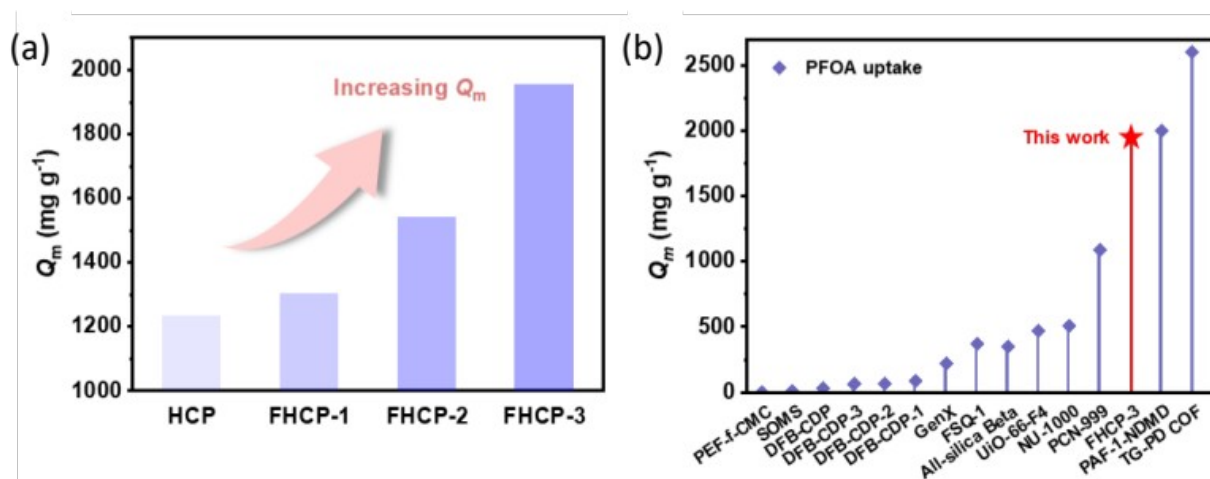 (a)
2000
1800
1600
1400
1200
1000
Qm (mg g-1)
Increasing Qm
HCP
FHCP-1
FHCP-2
FHCP-3
(b)
2500
2000
1500
1000
500
0
Qm (mg g-1)
PFOA uptake
This work
PEF-f-CMC
SOMS
DFB-CDP
DFB-CDP-3
DFB-CDP-2
DFB-CDP-1
GenX
FSQ-1
All-silica Beta
UiO-66-F4
NU-1000
PCN-999
FHCP-3
PAF-1-NDMD
TG-PD COF